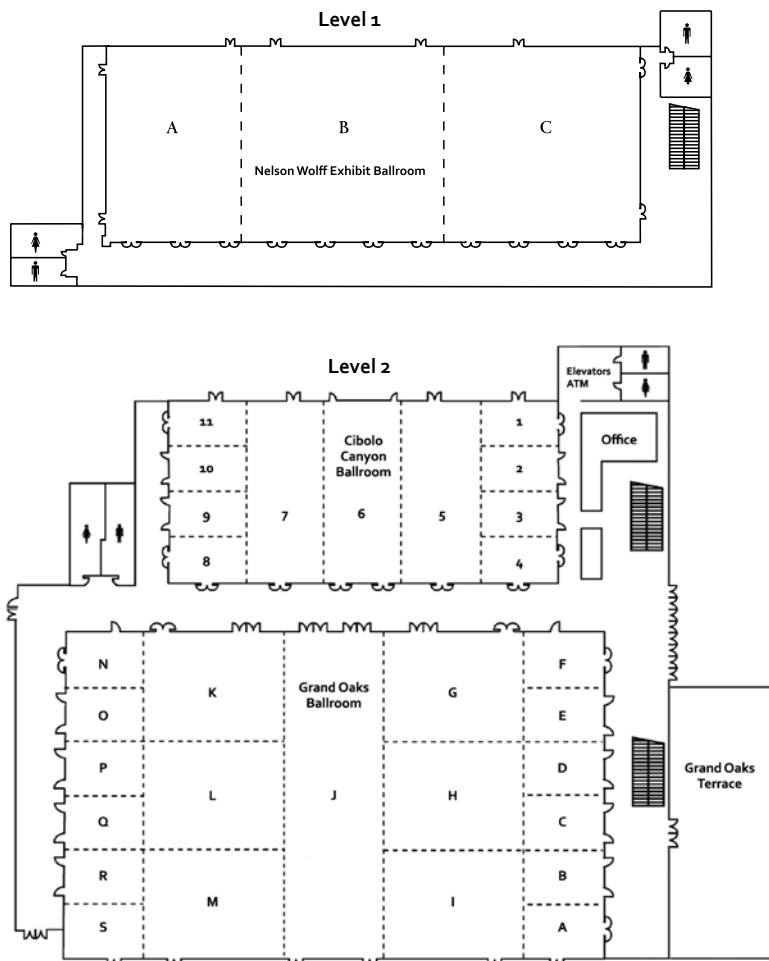 Level 1
A
B
C
Nelson Wolff Exhibit Ballroom
Level 2
Elevators
ATM
11
1
Office
Cibolo
Canyon
Ballroom
10
2
9
7
6
5
3
8
4
N
F
K
Grand Oaks
Ballroom
G
O
E
P
D
Grand Oaks
Terrace
L
J
H
Q
C
R
B
M
I
S
A